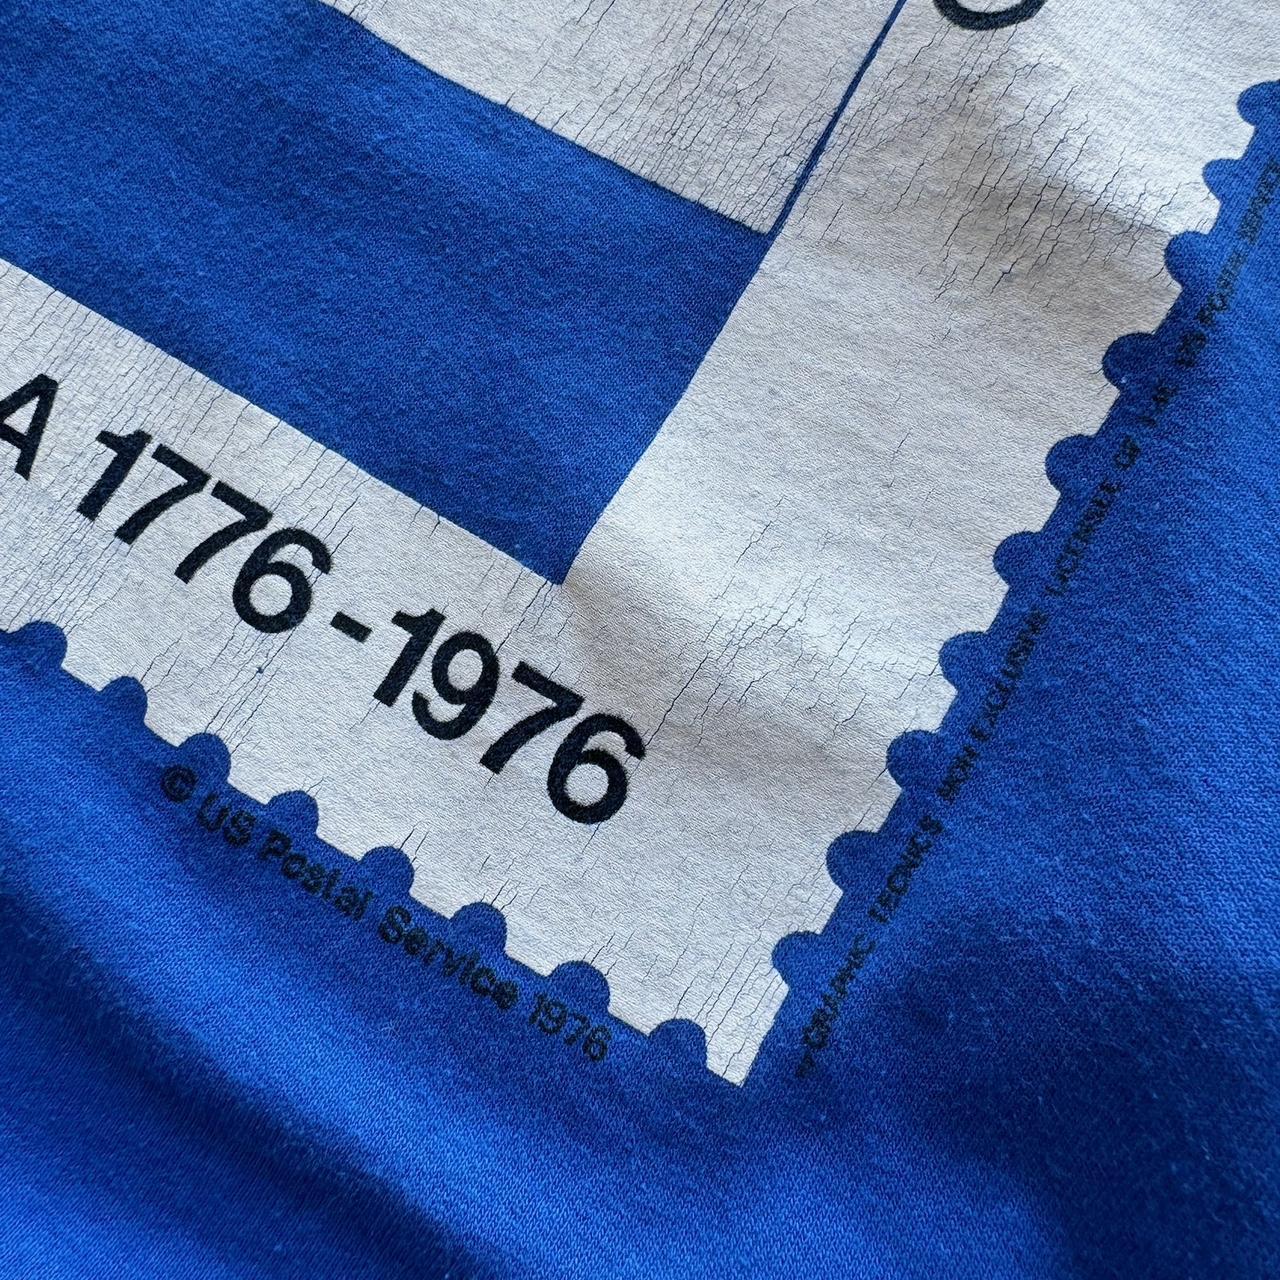 A 1776-1976
© US Postal Service 1976
GRAPHIC TECHNICS NON EXCLUSIVE LICENSEE OF THE US POSTAL SERVICE